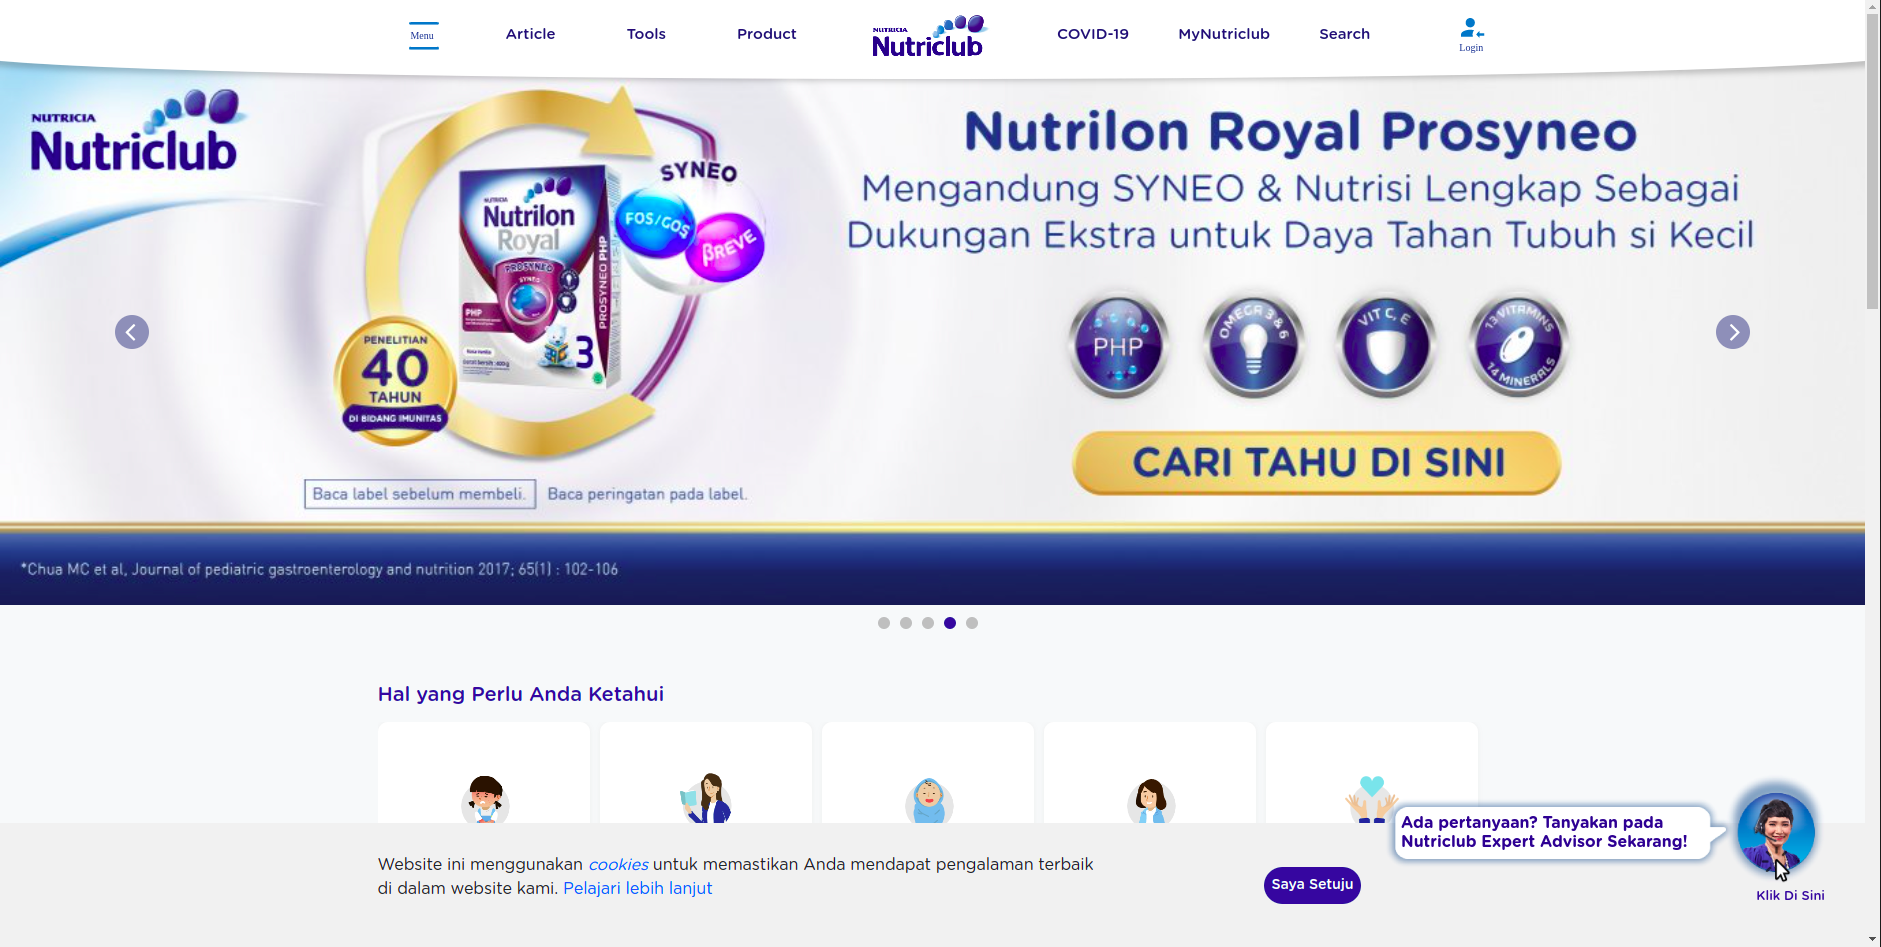 Menu
Article
Tools
Product
NUTRICIA
Nutriclub
COVID-19
MyNutriclub
Search
Login
NUTRICIA
Nutriclub
SYNEO
FOS/GOS
βREVE
NUTRICIA
Nutrilon
Royal
PROSYNEO
SYNEO
PHP
PROSYNEO PHP
3
PENELITIAN
40
TAHUN
DI BIDANG IMUNITAS
Baca label sebelum membeli. Baca peringatan pada label.
Nutrilon Royal Prosyneo
Mengandung SYNEO & Nutrisi Lengkap Sebagai
Dukungan Ekstra untuk Daya Tahan Tubuh si Kecil
PHP
OMEGA 3 & 6
VIT C, E
13 VITAMINS
14 MINERALS
CARI TAHU DI SINI
*Chua MC et al, Journal of pediatric gastroenterology and nutrition 2017; 65(1) : 102-106
Hal yang Perlu Anda Ketahui
Ada pertanyaan? Tanyakan pada
Nutriclub Expert Advisor Sekarang!
Klik Di Sini
Website ini menggunakan cookies untuk memastikan Anda mendapat pengalaman terbaik
di dalam website kami. Pelajari lebih lanjut
Saya Setuju